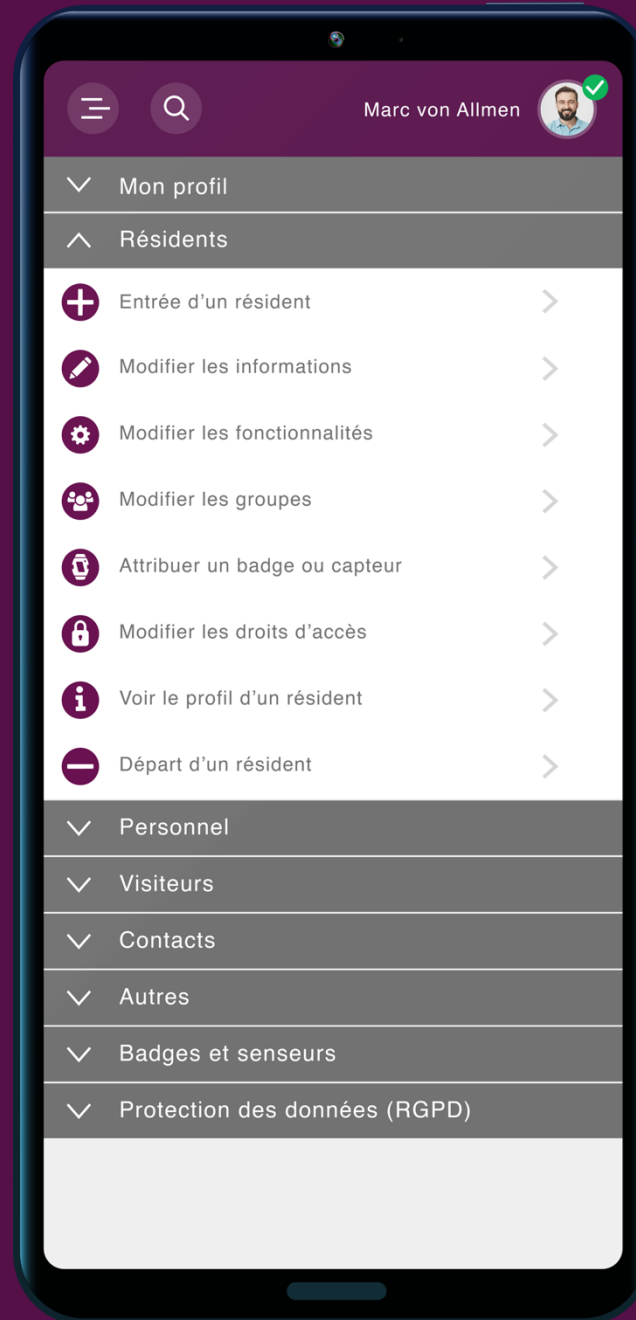 Marc von Allmen
Mon profil
Résidents
Entrée d’un résident
Modifier les informations
Modifier les fonctionnalités
Modifier les groupes
Attribuer un badge ou capteur
Modifier les droits d’accès
Voir le profil d’un résident
Départ d’un résident
Personnel
Visiteurs
Contacts
Autres
Badges et senseurs
Protection des données (RGPD)